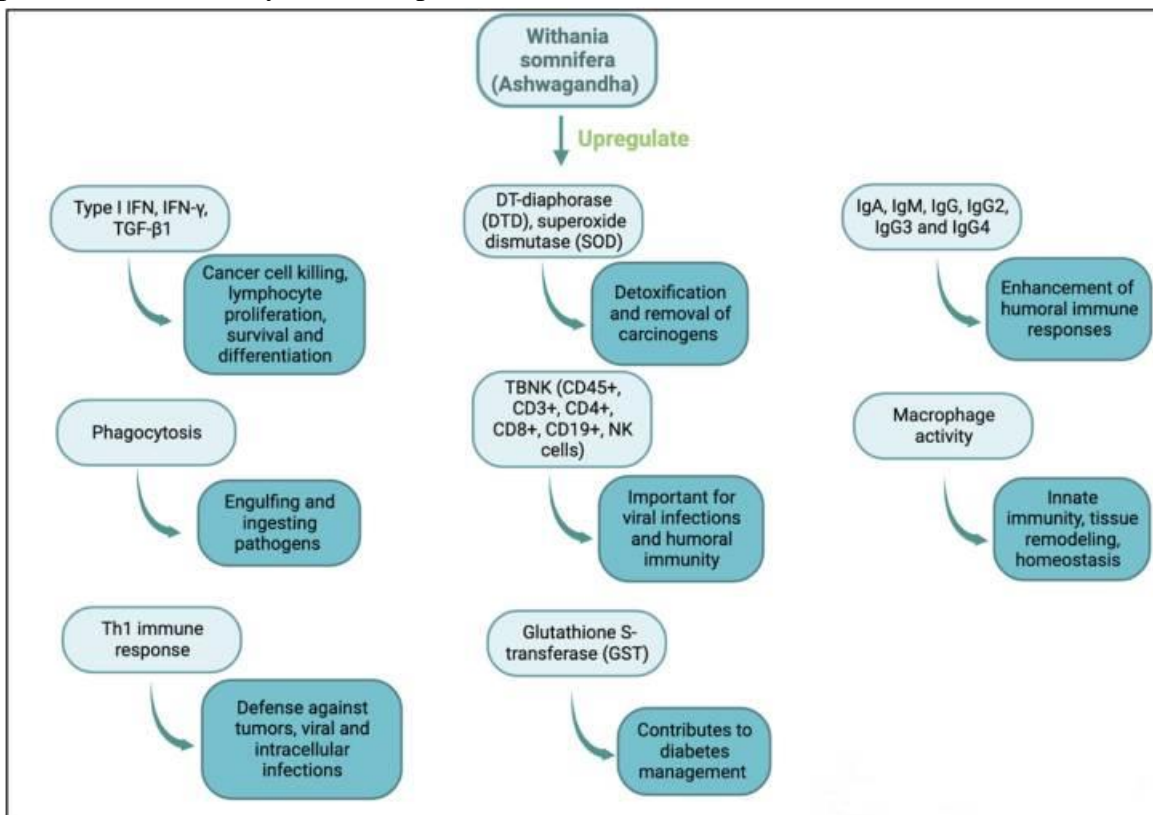 Withania
somnifera
(Ashwagandha)
Upregulate
Type I IFN, IFN-γ,
TGF-β1
Cancer cell killing,
lymphocyte
proliferation,
survival and
differentiation
DT-diaphorase
(DTD), superoxide
dismutase (SOD)
Detoxification
and removal of
carcinogens
IgA, IgM, IgG, IgG2,
IgG3 and IgG4
Enhancement of
humoral immune
responses
Phagocytosis
Engulfing and
ingesting
pathogens
TBNK (CD45+,
CD3+, CD4+,
CD8+, CD19+, NK
cells)
Important for
viral infections
and humoral
immunity
Macrophage
activity
Innate
immunity, tissue
remodeling,
homeostasis
Th1 immune
response
Defense against
tumors, viral and
intracellular
infections
Glutathione S-
transferase (GST)
Contributes to
diabetes
management